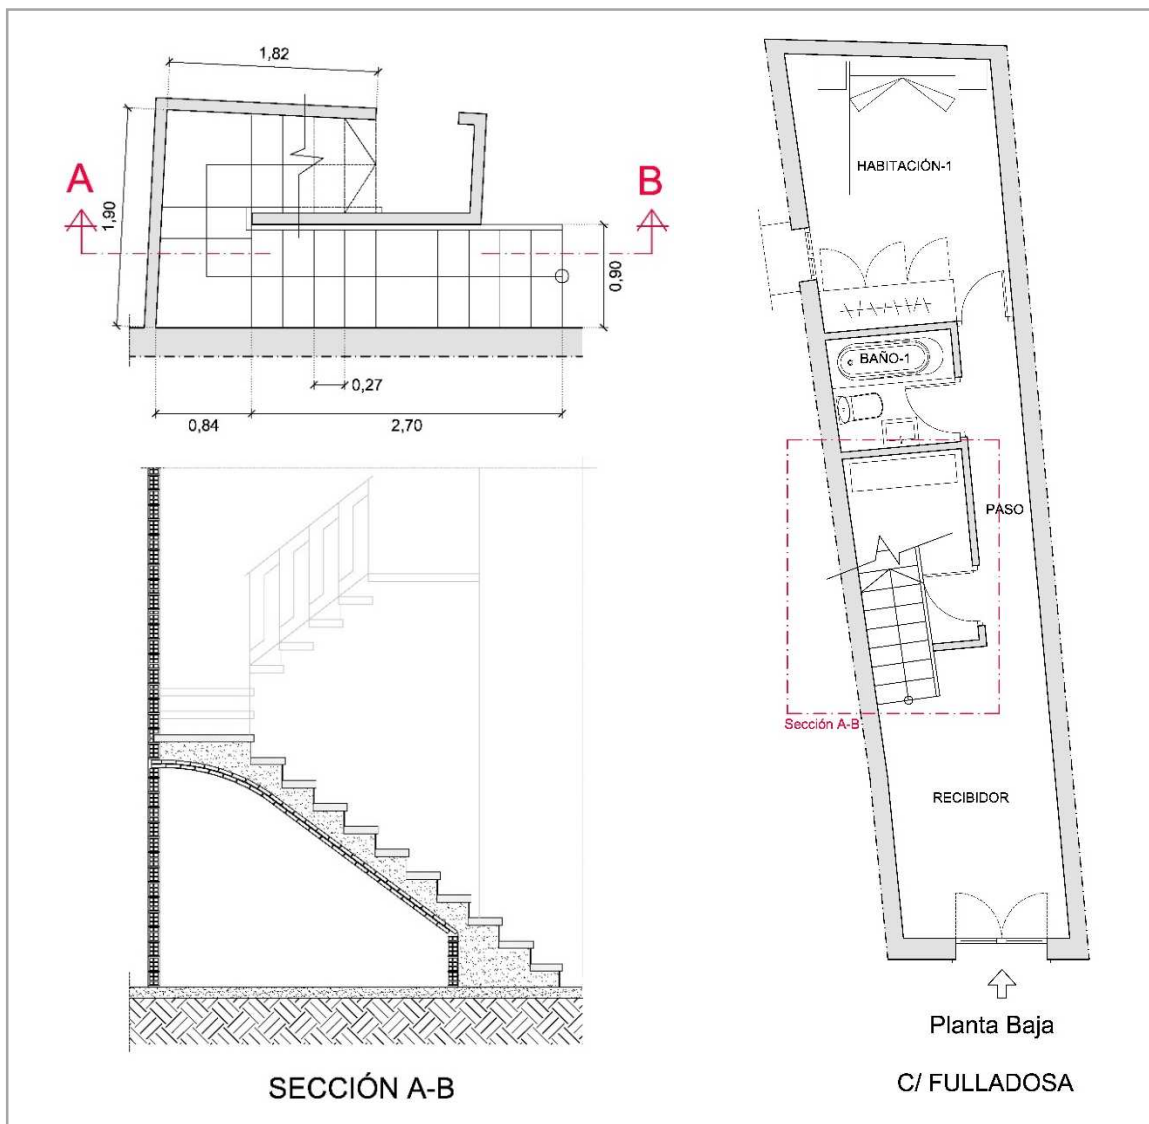 1,82
A
B
1,90
0,90
0,27
0,84
2,70
SECCIÓN A-B
HABITACIÓN-1
BAÑO-1
PASO
Sección A-B
RECIBIDOR
Planta Baja
C/ FULLADOSA